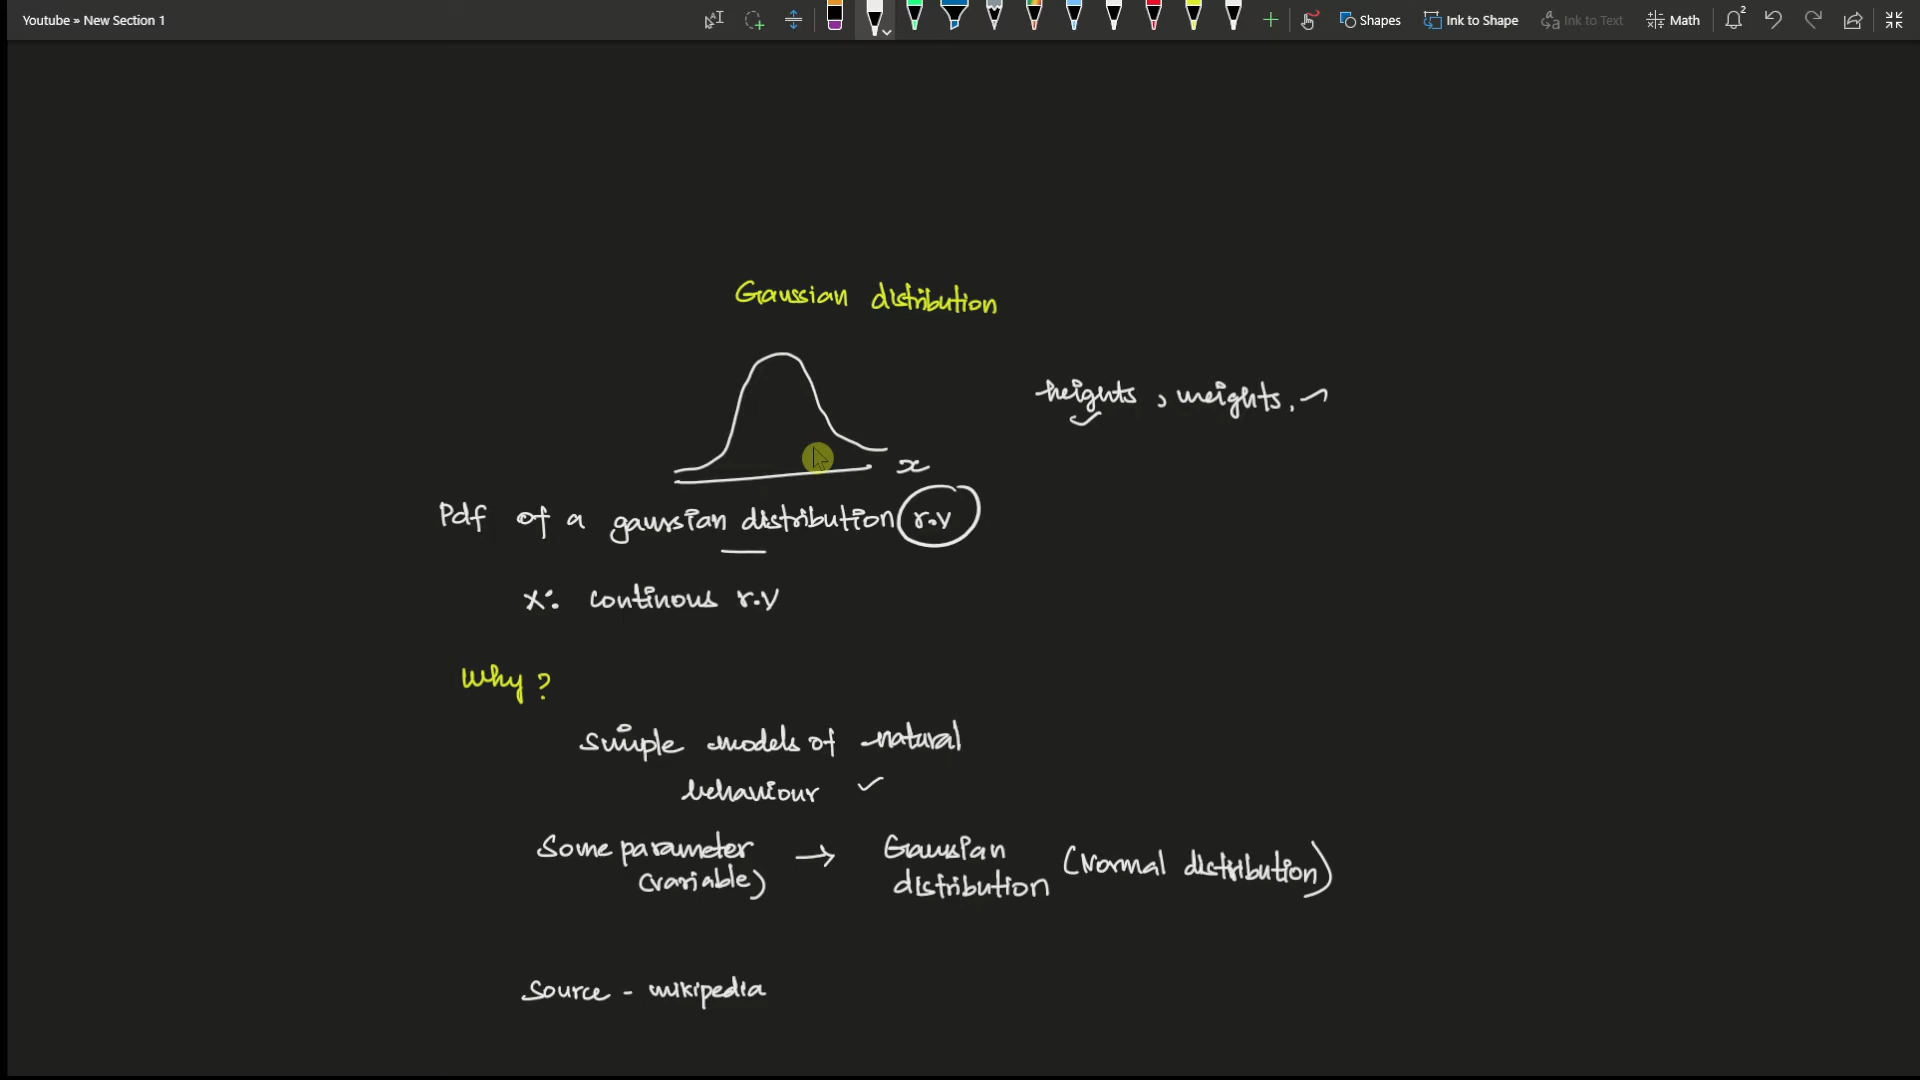 Youtube » New Section 1
Shapes
Ink to Shape
Ink to Text
Math
2
Gaussian distribution
heights, weights,
x
Pdf of a gaussian distribution r.v
X: continous r.v
Why?
simple models of natural
behaviour
Some parameter → Gaussian (Normal distribution)
(variable) distribution
Source - wikipedia